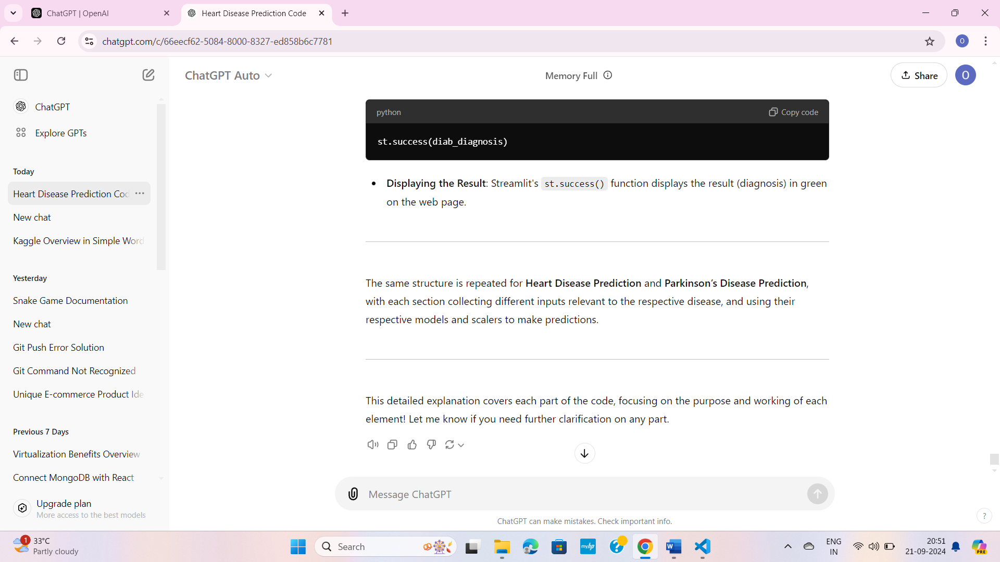 ChatGPT | OpenAI
Heart Disease Prediction Code
chatgpt.com/c/66eecf62-5084-8000-8327-ed858b6c7781
O
ChatGPT Auto
Memory Full
Share
O
ChatGPT
Explore GPTs
Today
Heart Disease Prediction Cod
New chat
Kaggle Overview in Simple Word
Yesterday
Snake Game Documentation
New chat
Git Push Error Solution
Git Command Not Recognized
Unique E-commerce Product Ide
Previous 7 Days
Virtualization Benefits Overview
Connect MongoDB with React
Upgrade plan
More access to the best models
python
Copy code
st.success(diab_diagnosis)
• Displaying the Result: Streamlit's st.success() function displays the result (diagnosis) in green
on the web page.
The same structure is repeated for Heart Disease Prediction and Parkinson’s Disease Prediction,
with each section collecting different inputs relevant to the respective disease, and using their
respective models and scalers to make predictions.
This detailed explanation covers each part of the code, focusing on the purpose and working of each
element! Let me know if you need further clarification on any part.
Message ChatGPT
ChatGPT can make mistakes. Check important info.
?
1
33°C
Partly cloudy
Search
myhp
?
W
ENG
IN
20:51
21-09-2024
PRE